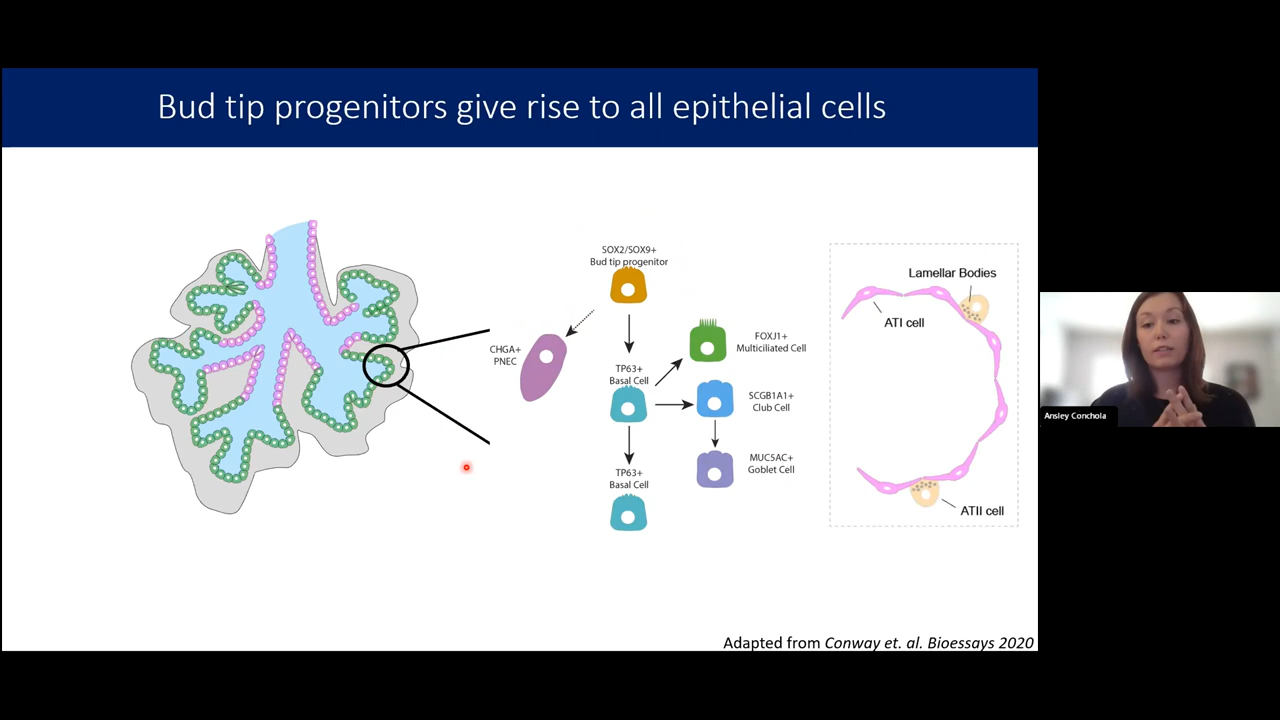 Bud tip progenitors give rise to all epithelial cells
SOX2/SOX9+
Bud tip progenitor
CHGA+
PNEC
TP63+
Basal Cell
FOXJ1+
Multiciliated Cell
SCGB1A1+
Club Cell
MUC5AC+
Goblet Cell
TP63+
Basal Cell
Lamellar Bodies
ATI cell
ATII cell
Adapted from Conway et. al. Bioessays 2020
Ansley Conchola